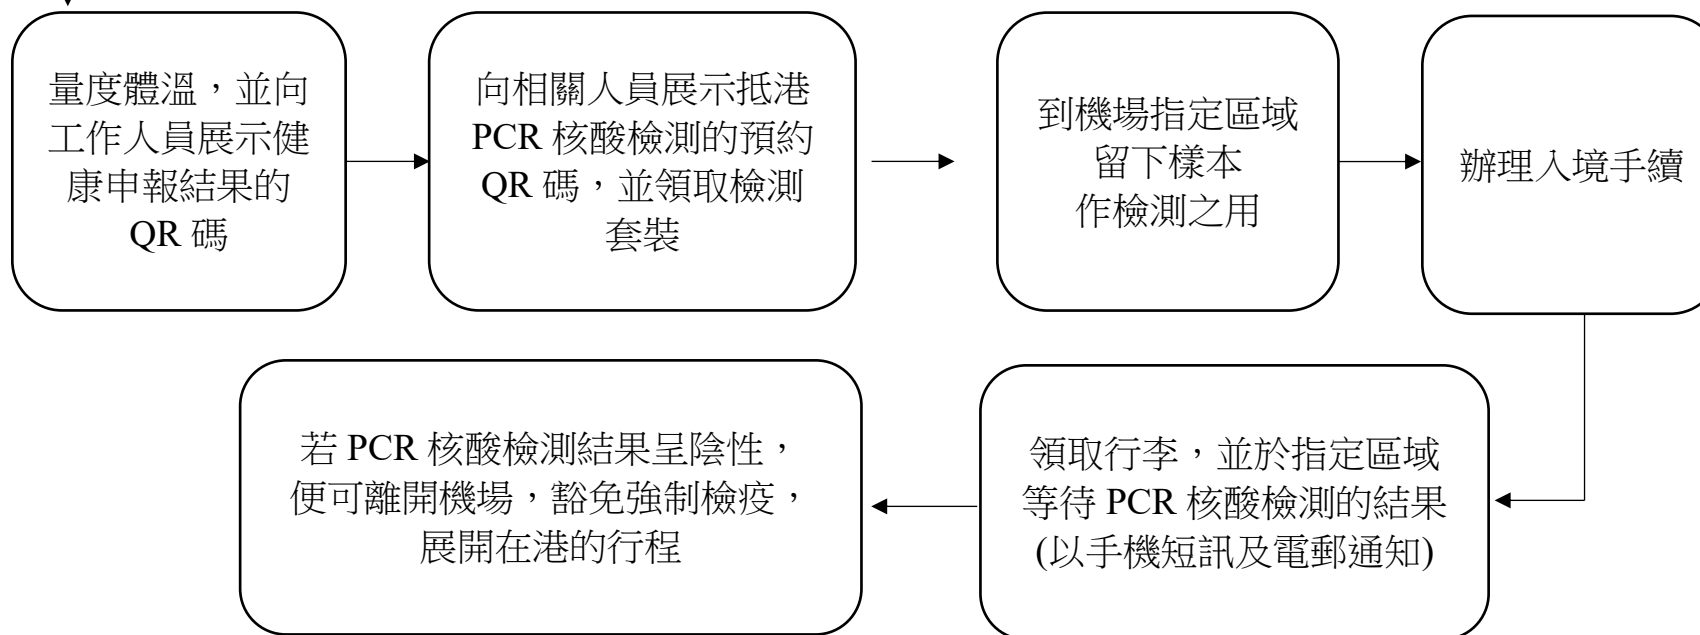 量度體溫，並向
工作人員展示健
康申報結果的
QR 碼
向相關人員展示抵港
PCR 核酸檢測的預約
QR 碼，並領取檢測
套裝
到機場指定區域
留下樣本
作檢測之用
辦理入境手續
領取行李，並於指定區域
等待 PCR 核酸檢測的結果
(以手機短訊及電郵通知)
若 PCR 核酸檢測結果呈陰性，
便可離開機場，豁免強制檢疫，
展開在港的行程